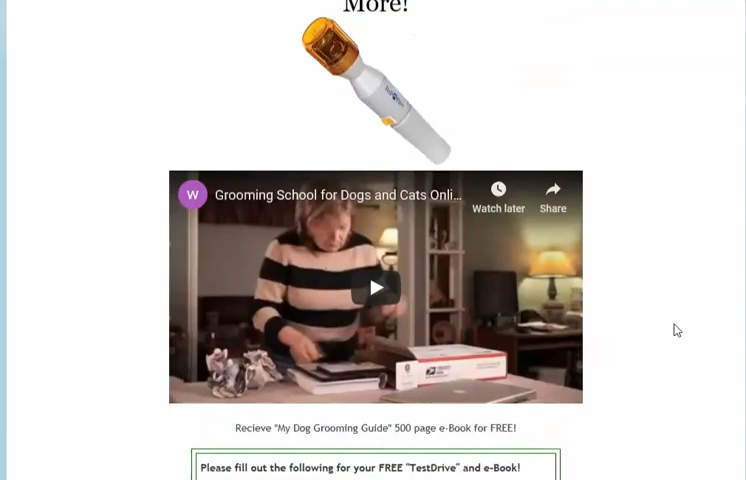 More!
W
Grooming School for Dogs and Cats Onli...
Watch later
Share
Recieve "My Dog Grooming Guide" 500 page e-Book for FREE!
Please fill out the following for your FREE "TestDrive" and e-Book!